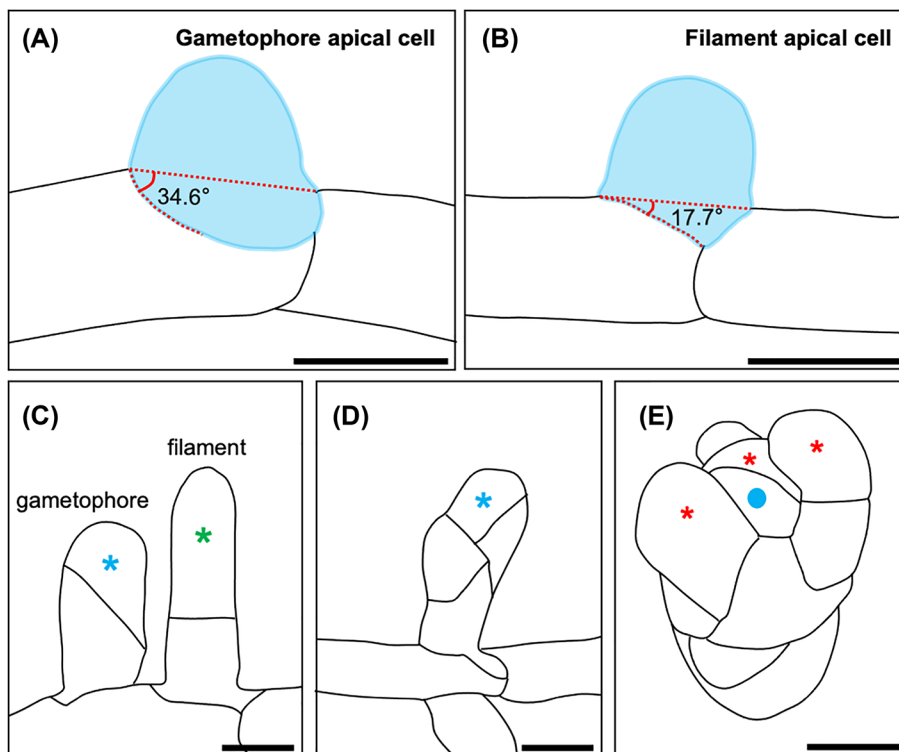 (A) Gametophore apical cell
34.6°
(B) Filament apical cell
17.7°
(C)
filament
gametophore
(D)
(E)